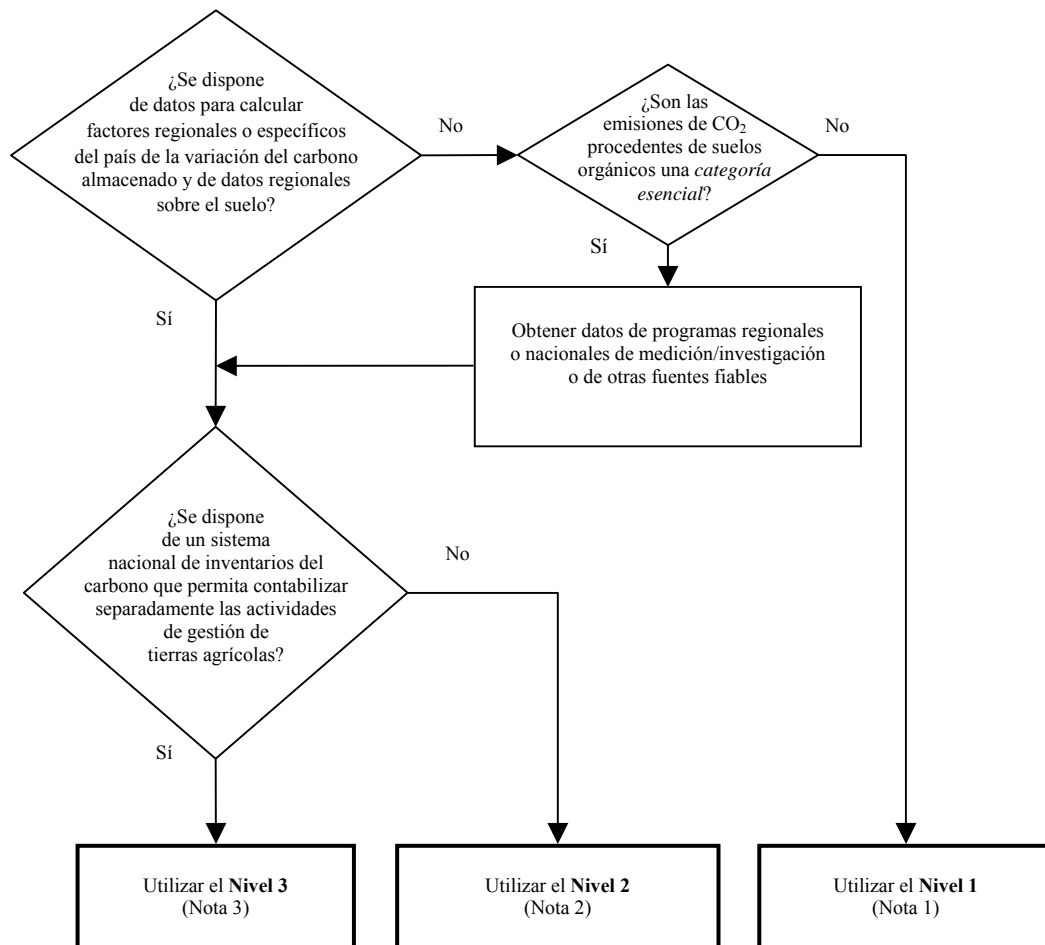 ¿Se dispone
de datos para calcular
factores regionales o específicos
del país de la variación del carbono
almacenado y de datos regionales
sobre el suelo?
No
¿Son las
emisiones de CO₂
procedentes de suelos
orgánicos una categoría
esencial?
No
Sí
Sí
Obtener datos de programas regionales
o nacionales de medición/investigación
o de otras fuentes fiables
¿Se dispone
de un sistema
nacional de inventarios del
carbono que permita contabilizar
separadamente las actividades
de gestión de
tierras agrícolas?
No
Sí
Utilizar el Nivel 3
(Nota 3)
Utilizar el Nivel 2
(Nota 2)
Utilizar el Nivel 1
(Nota 1)